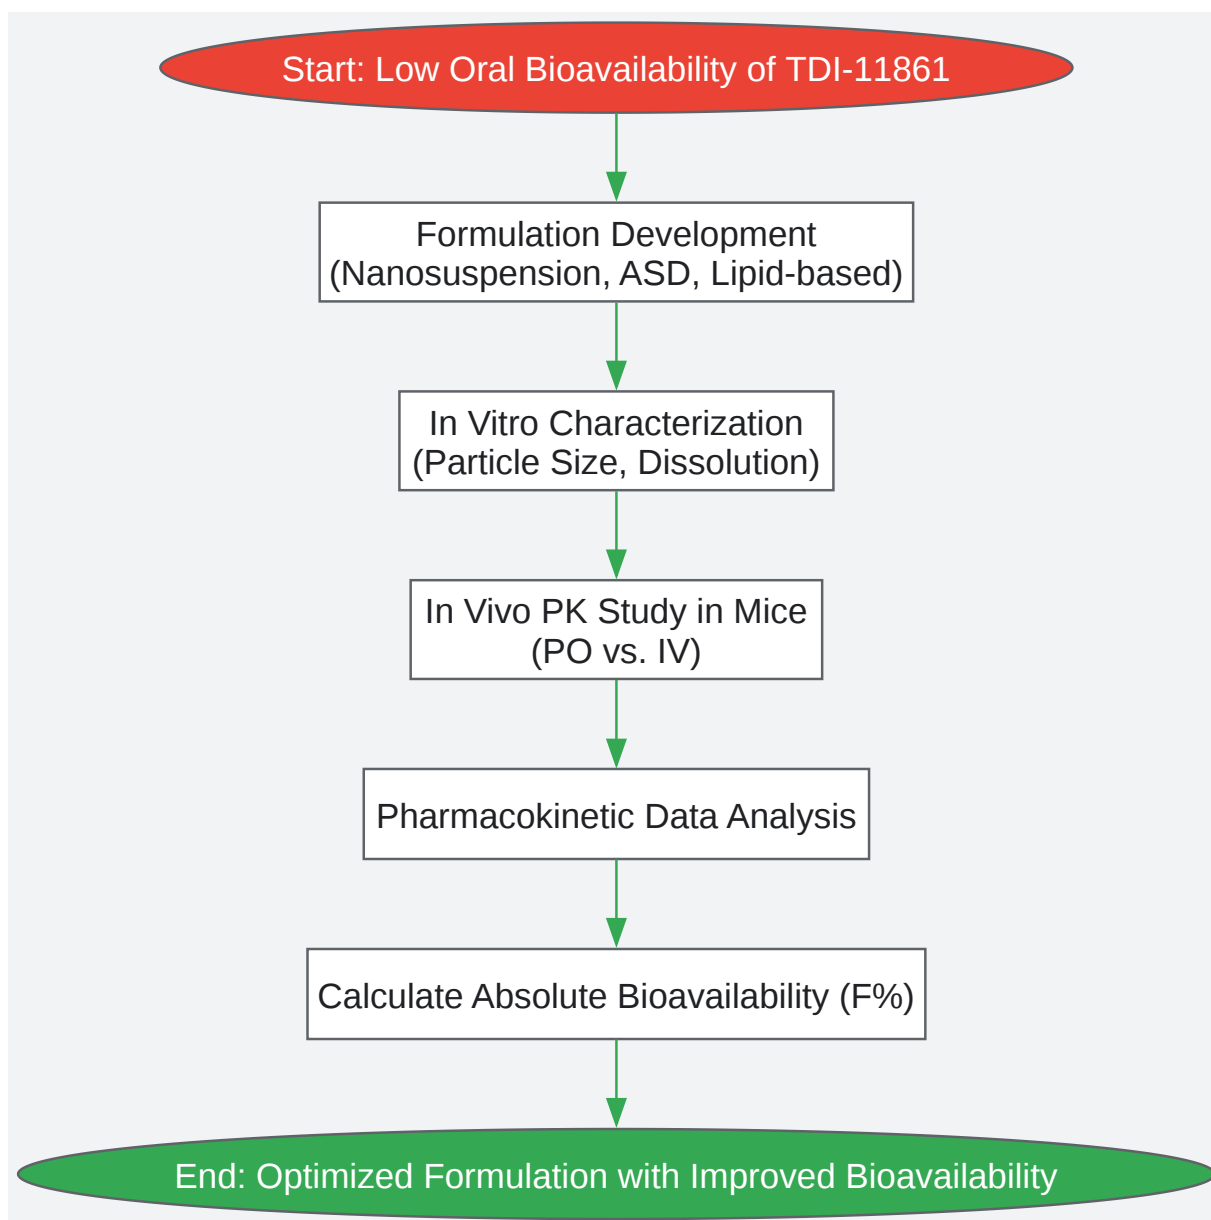 Start: Low Oral Bioavailability of TDI-11861
Formulation Development
(Nanosuspension, ASD, Lipid-based)
In Vitro Characterization
(Particle Size, Dissolution)
In Vivo PK Study in Mice
(PO vs. IV)
Pharmacokinetic Data Analysis
Calculate Absolute Bioavailability (F%)
End: Optimized Formulation with Improved Bioavailability